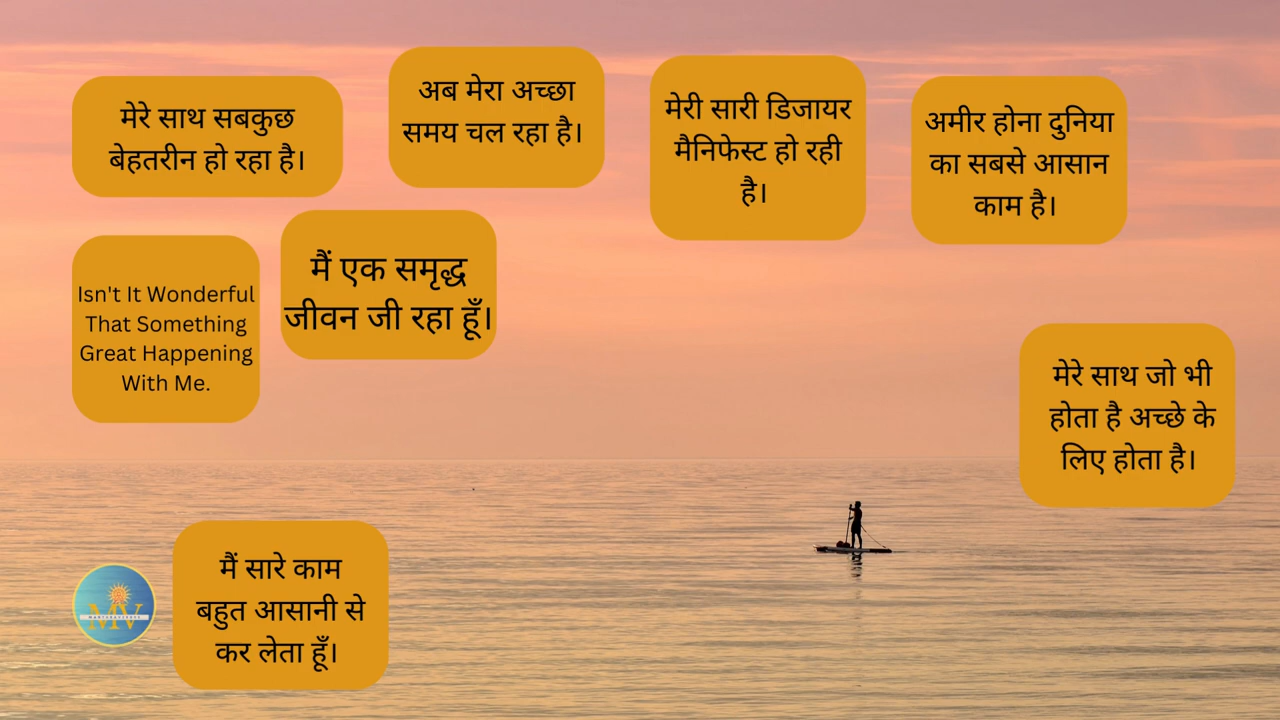 मेरे साथ सबकुछ
बेहतरीन हो रहा है।
अब मेरा अच्छा
समय चल रहा है।
मेरी सारी डिजायर
मैनिफेस्ट हो रही
है।
अमीर होना दुनिया
का सबसे आसान
काम है।
Isn't It Wonderful
That Something
Great Happening
With Me.
मैं एक समृद्ध
जीवन जी रहा हूँ।
मेरे साथ जो भी
होता है अच्छे के
लिए होता है।
मैं सारे काम
बहुत आसानी से
कर लेता हूँ।
MV